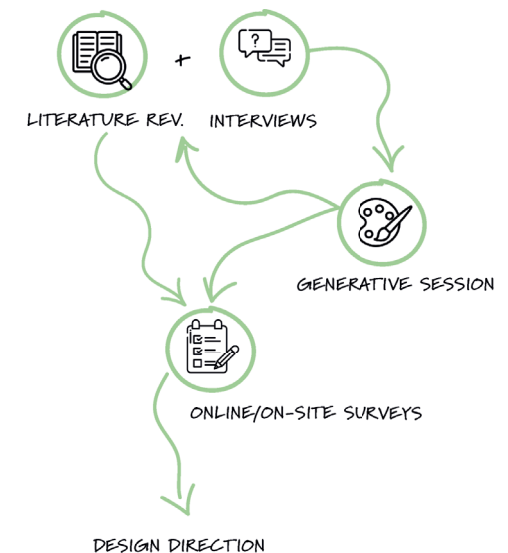 +
?
LITERATURE REV.
INTERVIEWS
GENERATIVE SESSION
ONLINE/ON-SITE SURVEYS
DESIGN DIRECTION